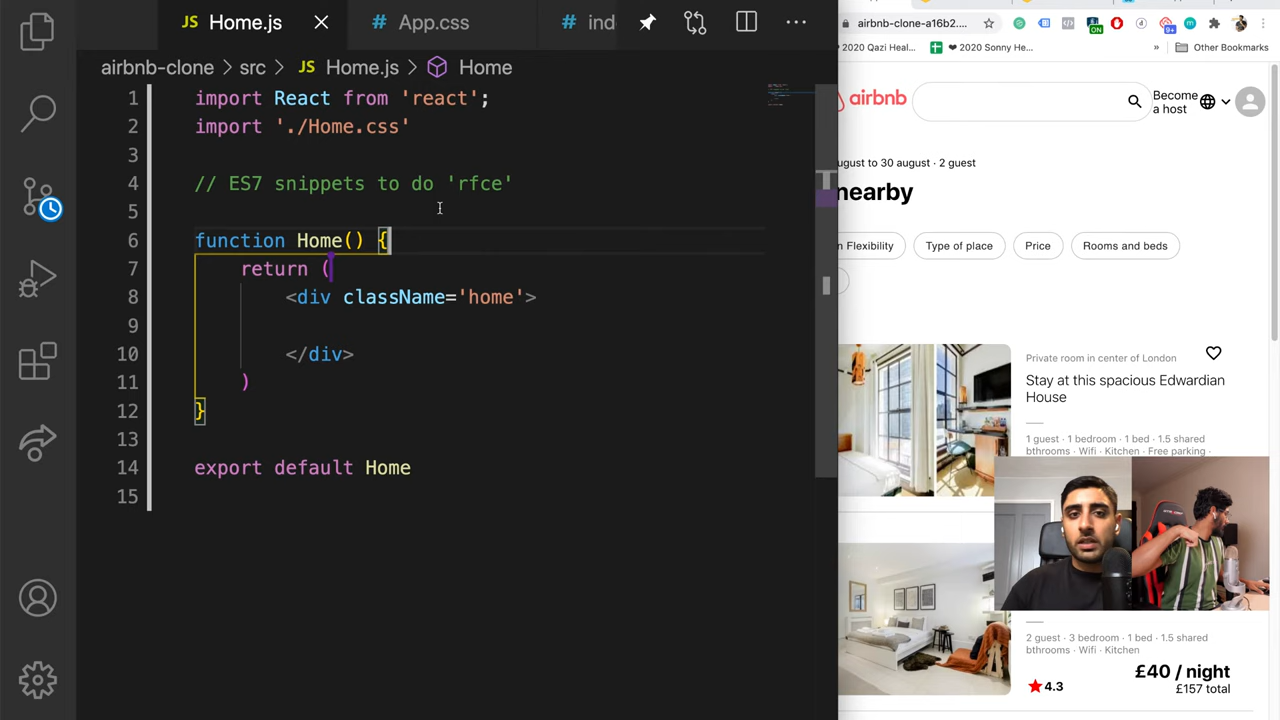 JS Home.js
# App.css
# ind
airbnb-clone > src > JS Home.js > Home
1 import React from 'react';
2 import './Home.css'
3
4 // ES7 snippets to do 'rfce'
5
6 function Home() {
7 return (
8 <div className='home'>
9
10 </div>
11 )
12 }
13
14 export default Home
15
airbnb-clone-a16b2....
ON
9+
2020 Qazi Heal...
2020 Sonny He...
» Other Bookmarks
airbnb
Become a host
ugust to 30 august · 2 guest
nearby
n Flexibility
Type of place
Price
Rooms and beds
Private room in center of London
Stay at this spacious Edwardian
House
1 guest · 1 bedroom · 1 bed · 1.5 shared
bthrooms · Wifi · Kitchen · Free parking ·
2 guest · 3 bedroom · 1 bed · 1.5 shared
bthrooms · Wifi · Kitchen
4.3
£40 / night
£157 total